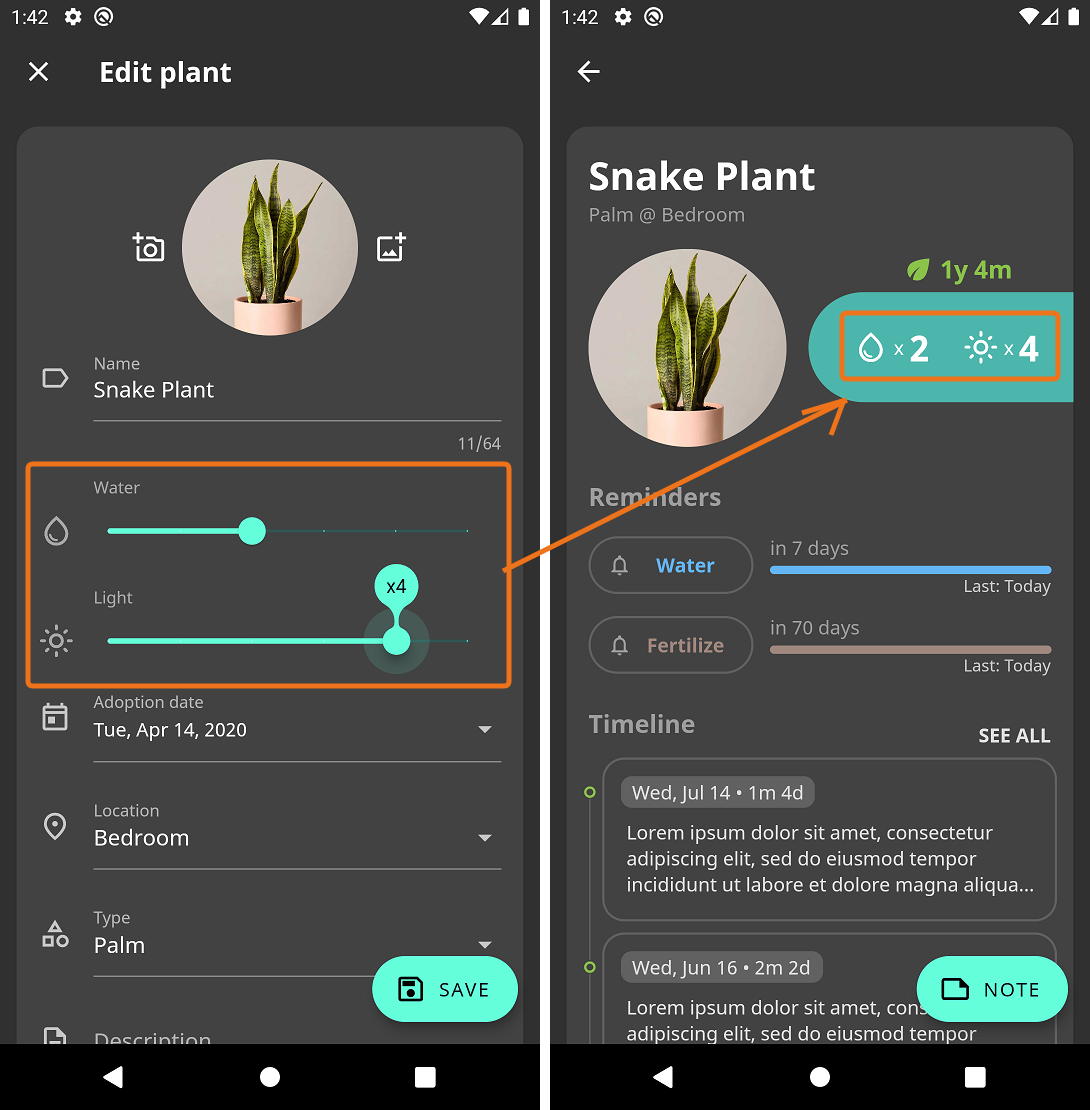 1:42
Edit plant
Name
Snake Plant
11/64
Water
x4
Light
Adoption date
Tue, Apr 14, 2020
Location
Bedroom
Type
Palm
SAVE
Description
1:42
Snake Plant
Palm @ Bedroom
1y 4m
x 2 x 4
Reminders
Water in 7 days
Last: Today
Fertilize in 70 days
Last: Today
Timeline
SEE ALL
Wed, Jul 14 • 1m 4d
Lorem ipsum dolor sit amet, consectetur
adipiscing elit, sed do eiusmod tempor
incididunt ut labore et dolore magna aliqua...
Wed, Jun 16 • 2m 2d
NOTE
Lorem ipsum dolor sit amet, cons
adipiscing elit, sed do eiusmod tempor